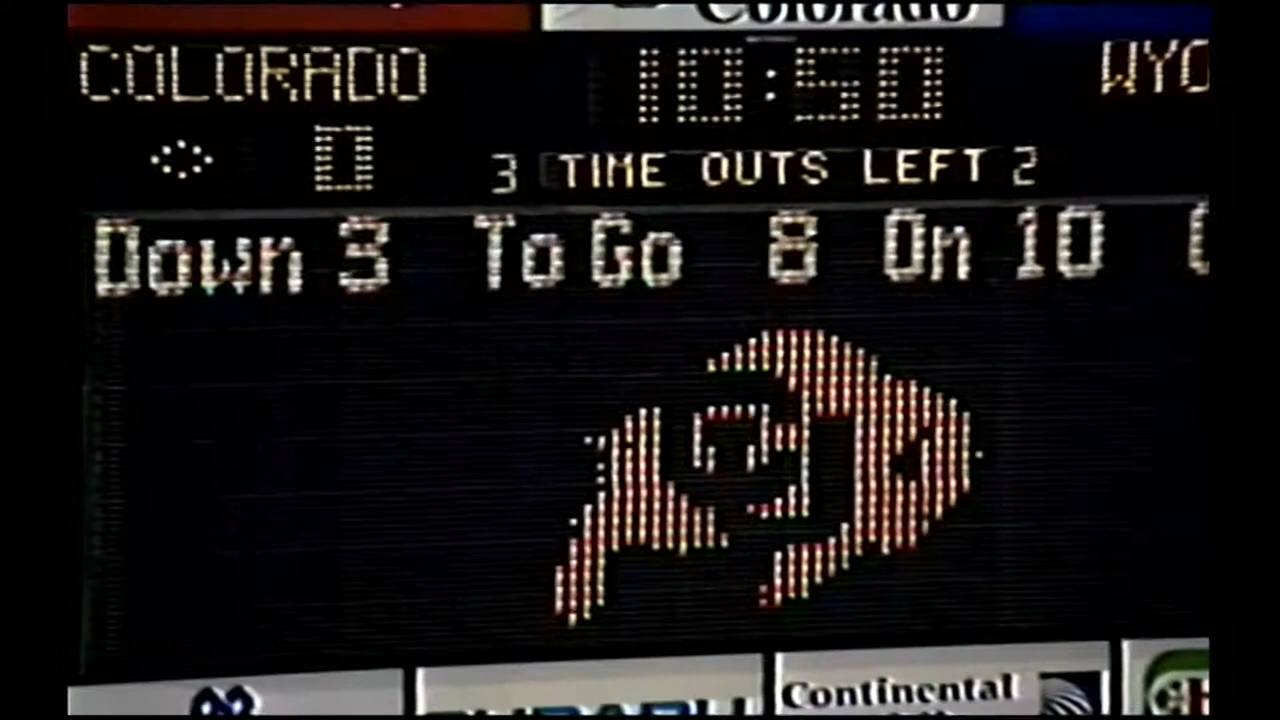 Colorado
COLORADO 10:50 WYO
0 3 TIME OUTS LEFT 2
Down 3 To Go 8 On 10
SUBARU Continental